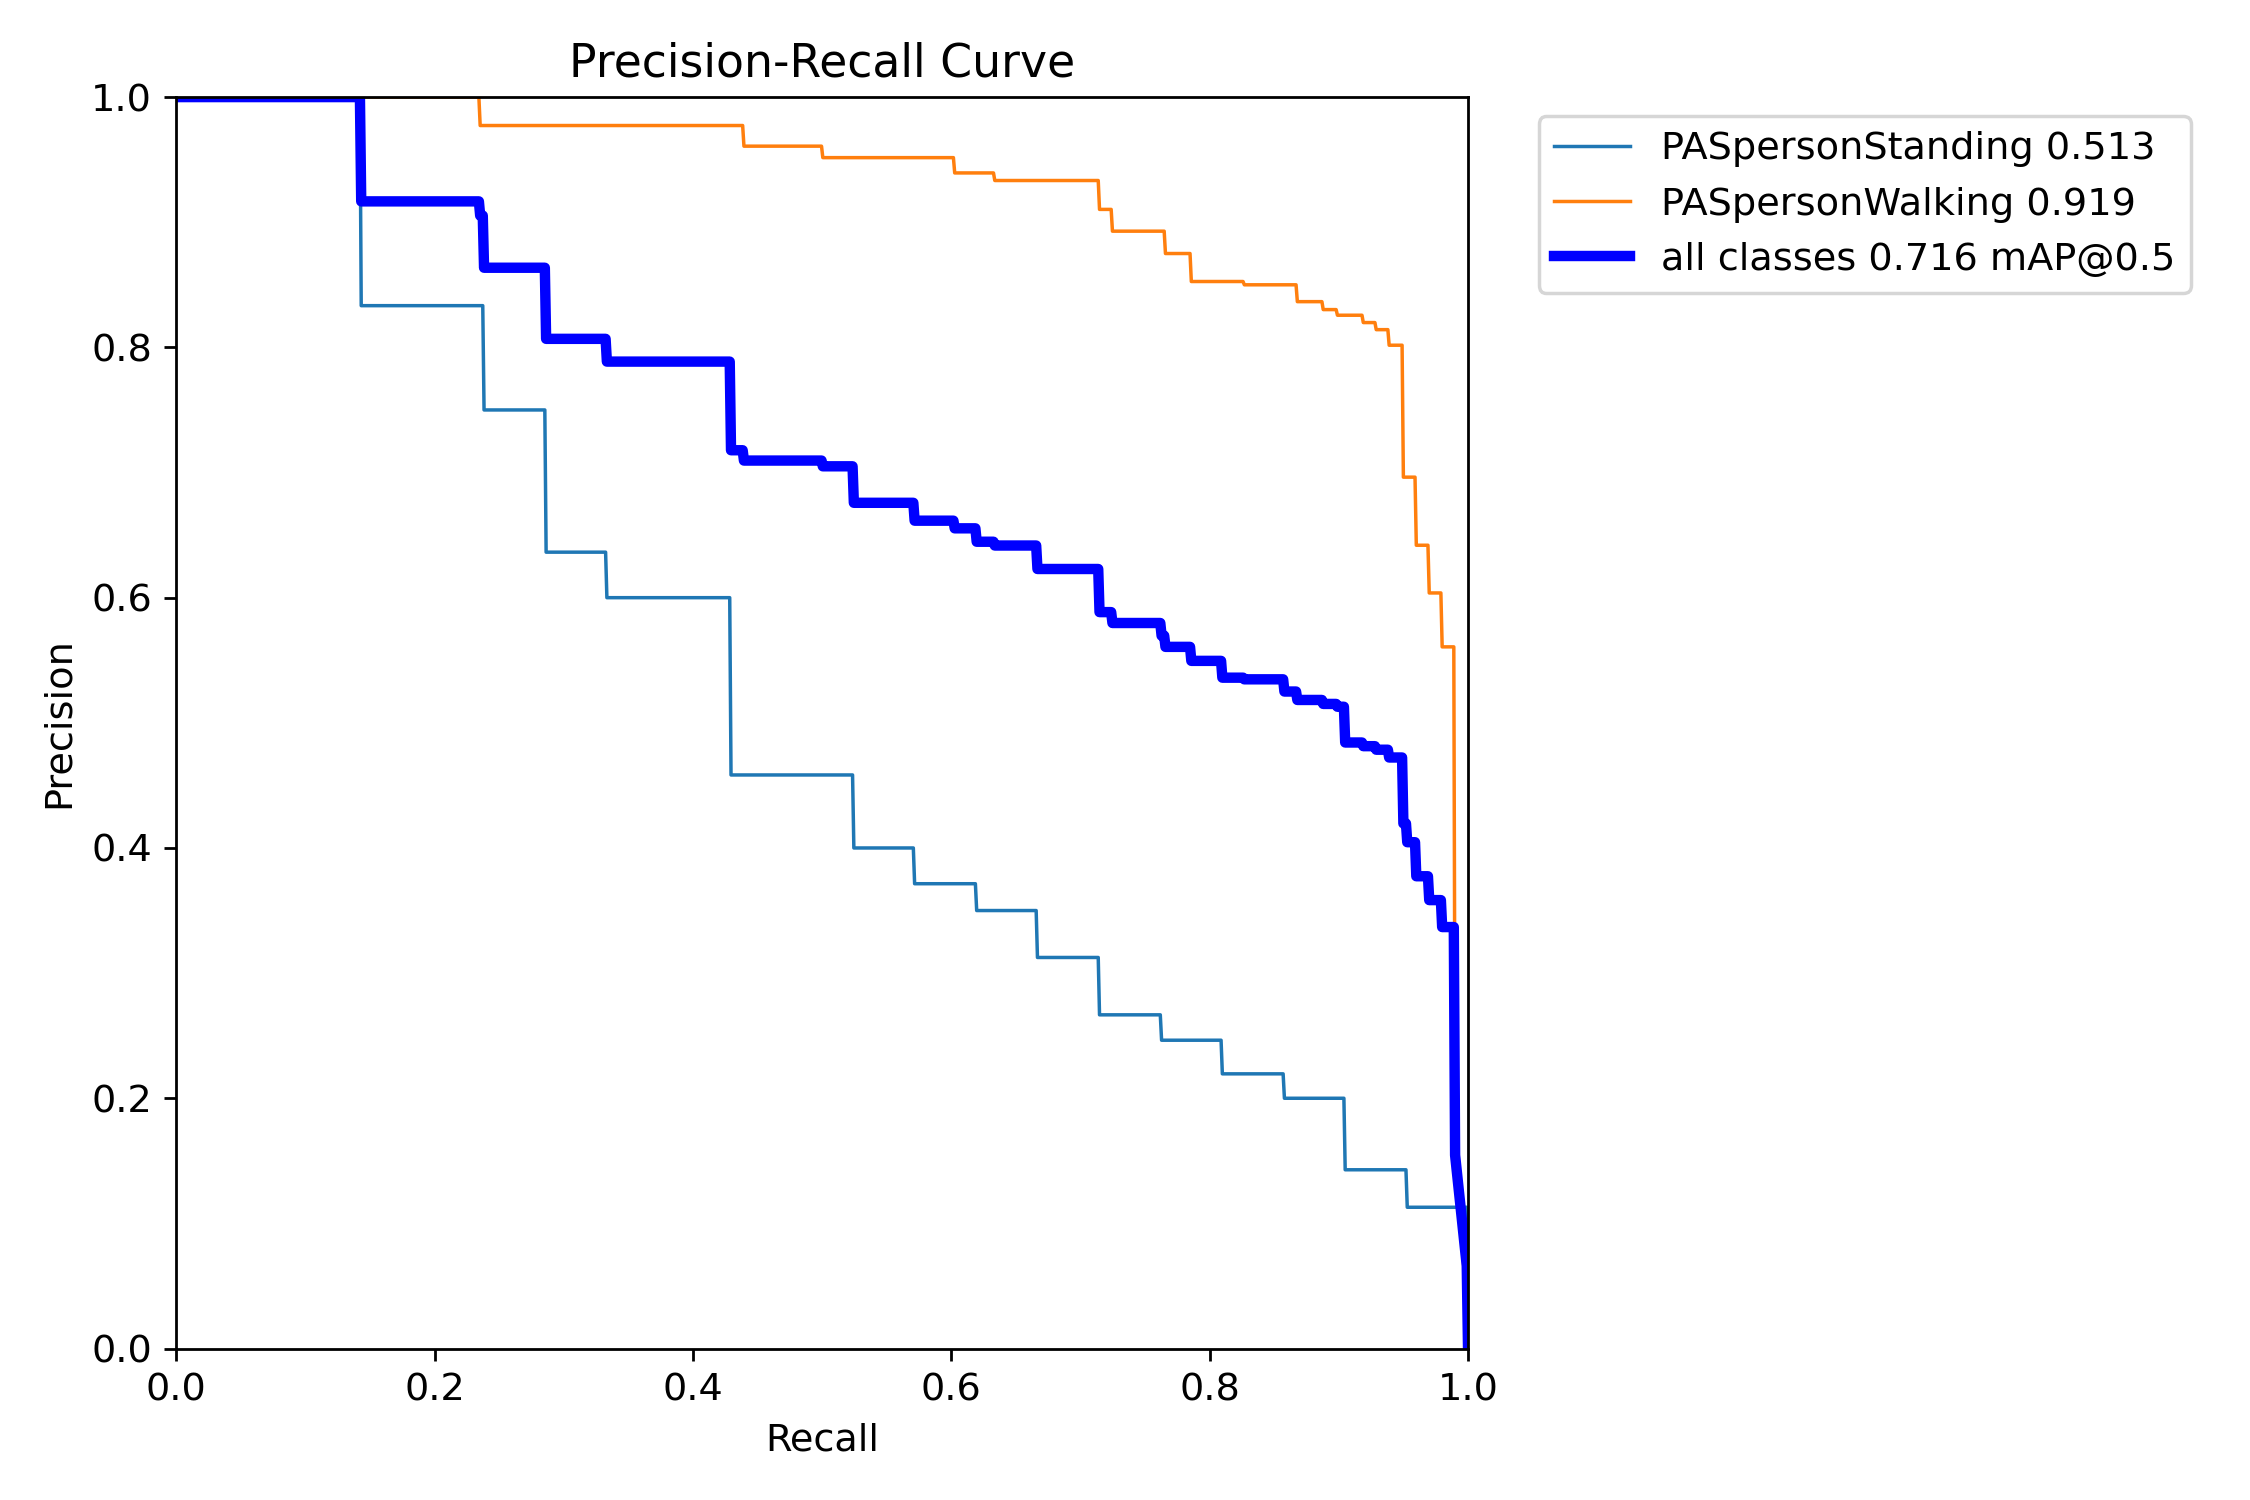 Precision-Recall Curve
PASpersonStanding 0.513
PASpersonWalking 0.919
all classes 0.716 mAP@0.5
Precision
1.0
0.8
0.6
0.4
0.2
0.0
0.0 0.2 0.4 0.6 0.8 1.0
Recall